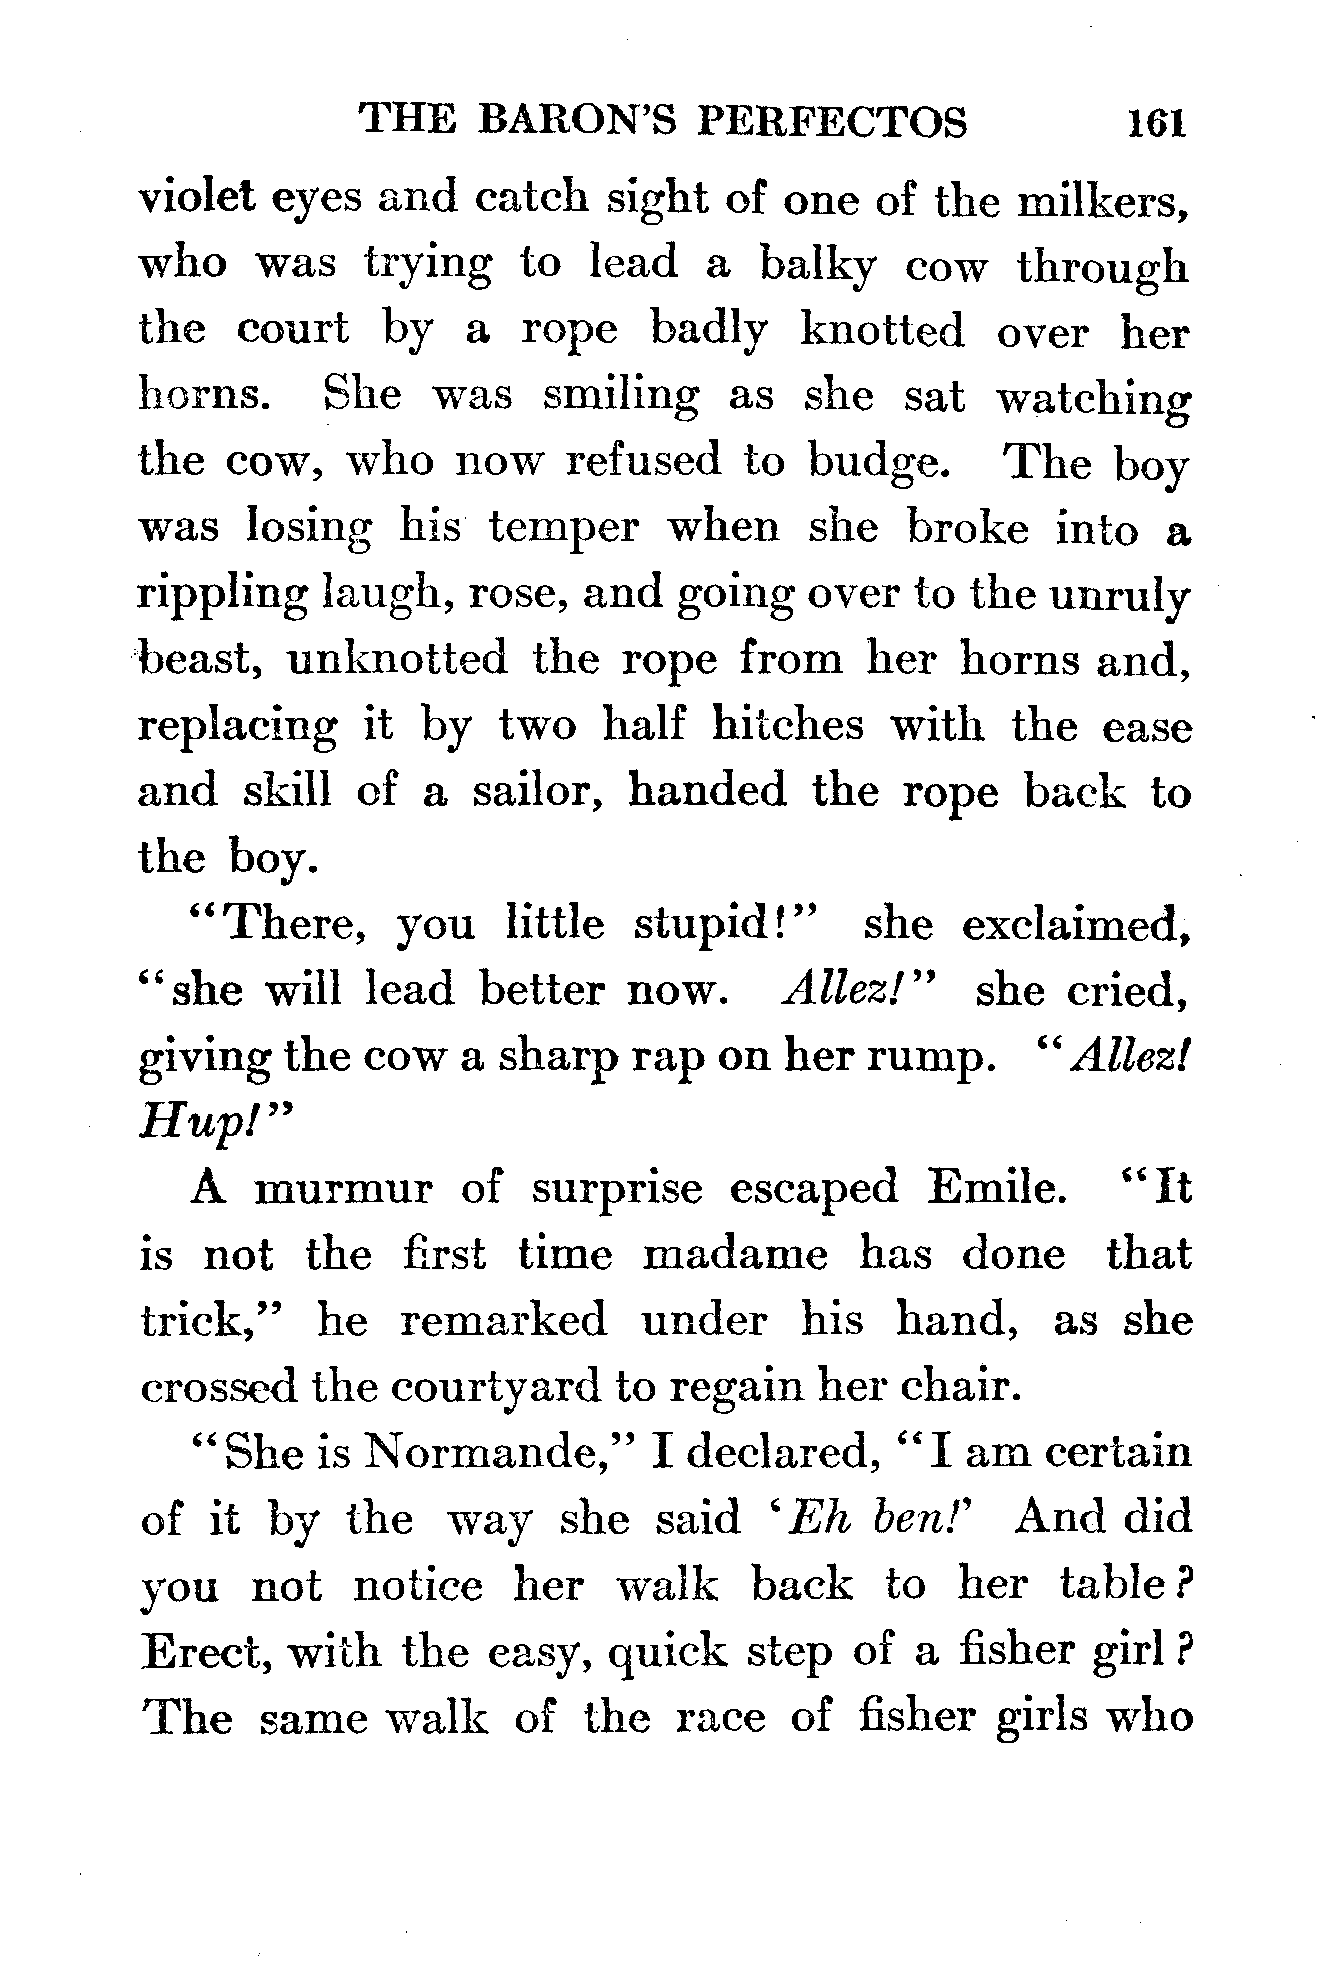 THE BARON'S PERFECTOS 161
violet eyes and catch sight of one of the milkers,
who was trying to lead a balky cow through
the court by a rope badly knotted over her
horns. She was smiling as she sat watching
the cow, who now refused to budge. The boy
was losing his temper when she broke into a
rippling laugh, rose, and going over to the unruly
beast, unknotted the rope from her horns and,
replacing it by two half hitches with the ease
and skill of a sailor, handed the rope back to
the boy.
“There, you little stupid!” she exclaimed,
“she will lead better now. Allez!” she cried,
giving the cow a sharp rap on her rump. “Allez!
Hup!”
A murmur of surprise escaped Emile. “It
is not the first time madame has done that
trick,” he remarked under his hand, as she
crossed the courtyard to regain her chair.
“She is Normande,” I declared, “I am certain
of it by the way she said ‘Eh ben!’ And did
you not notice her walk back to her table?
Erect, with the easy, quick step of a fisher girl?
The same walk of the race of fisher girls who